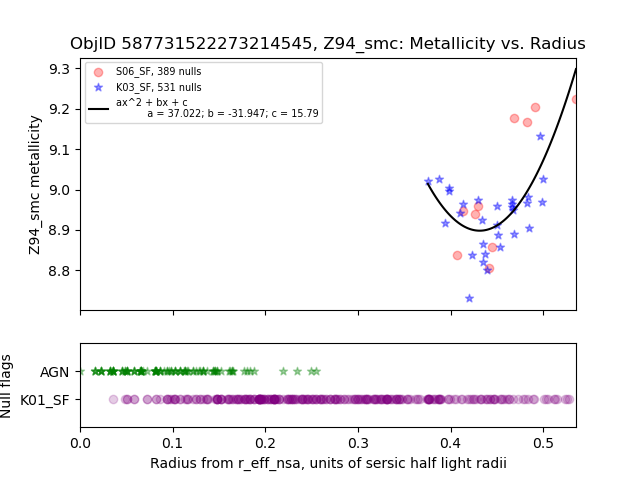 ObjID 587731522273214545, Z94_smc: Metallicity vs. Radius
S06_SF, 389 nulls
K03_SF, 531 nulls
ax^2 + bx + c
a = 37.022; b = -31.947; c = 15.79
Z94_smc metallicity
9.3
9.2
9.1
9.0
8.9
8.8
Null flags
AGN
K01_SF
0.0 0.1 0.2 0.3 0.4 0.5
Radius from r_eff_nsa, units of sersic half light radii